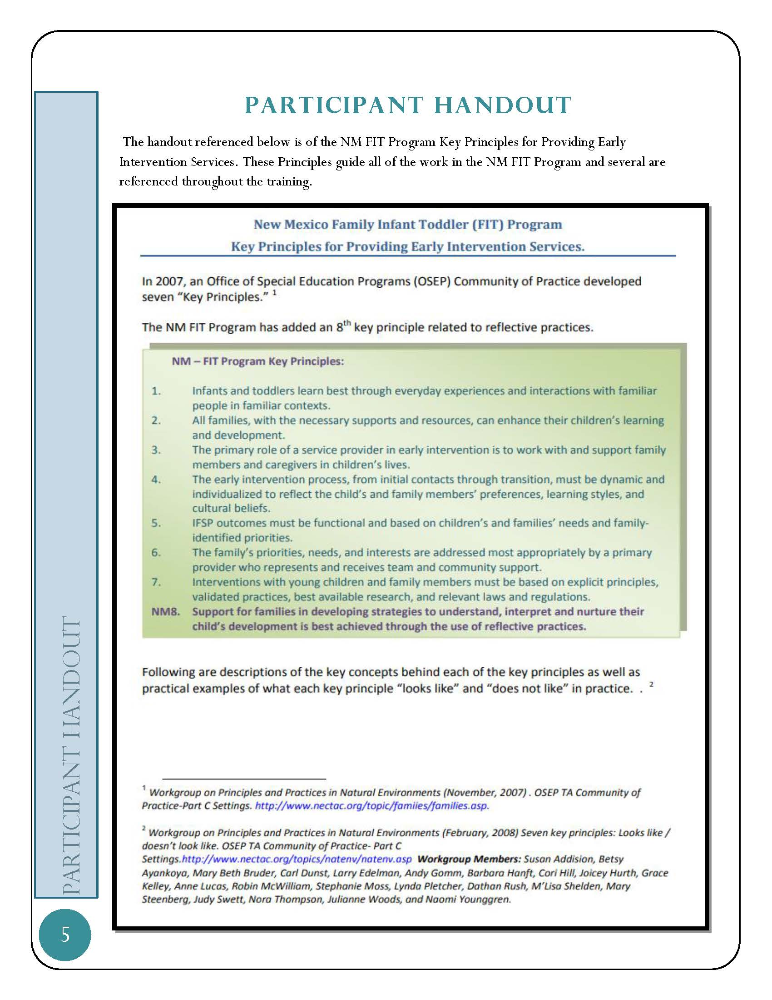 PARTICIPANT HANDOUT
The handout referenced below is of the NM FIT Program Key Principles for Providing Early
Intervention Services. These Principles guide all of the work in the NM FIT Program and several are
referenced throughout the training.
New Mexico Family Infant Toddler (FIT) Program
Key Principles for Providing Early Intervention Services.
In 2007, an Office of Special Education Programs (OSEP) Community of Practice developed
seven “Key Principles.” 1
The NM FIT Program has added an 8th key principle related to reflective practices.
NM – FIT Program Key Principles:
1. Infants and toddlers learn best through everyday experiences and interactions with familiar
people in familiar contexts.
2. All families, with the necessary supports and resources, can enhance their children’s learning
and development.
3. The primary role of a service provider in early intervention is to work with and support family
members and caregivers in children’s lives.
4. The early intervention process, from initial contacts through transition, must be dynamic and
individualized to reflect the child’s and family members’ preferences, learning styles, and
cultural beliefs.
5. IFSP outcomes must be functional and based on children’s and families’ needs and family-
identified priorities.
6. The family’s priorities, needs, and interests are addressed most appropriately by a primary
provider who represents and receives team and community support.
7. Interventions with young children and family members must be based on explicit principles,
validated practices, best available research, and relevant laws and regulations.
NM8. Support for families in developing strategies to understand, interpret and nurture their
child’s development is best achieved through the use of reflective practices.
Following are descriptions of the key concepts behind each of the key principles as well as
practical examples of what each key principle “looks like” and “does not like” in practice. . 2
1 Workgroup on Principles and Practices in Natural Environments (November, 2007) . OSEP TA Community of
Practice-Part C Settings. http://www.nectac.org/topic/famiies/families.asp.
2 Workgroup on Principles and Practices in Natural Environments (February, 2008) Seven key principles: Looks like /
doesn’t look like. OSEP TA Community of Practice- Part C
Settings.http://www.nectac.org/topics/natenv/natenv.asp Workgroup Members: Susan Addision, Betsy
Ayankoya, Mary Beth Bruder, Carl Dunst, Larry Edelman, Andy Gomm, Barbara Hanft, Cori Hill, Joicey Hurth, Grace
Kelley, Anne Lucas, Robin McWilliam, Stephanie Moss, Lynda Pletcher, Dathan Rush, M’Lisa Shelden, Mary
Steenberg, Judy Swett, Nora Thompson, Julianne Woods, and Naomi Younggren.
PARTICIPANT HANDOUT
5